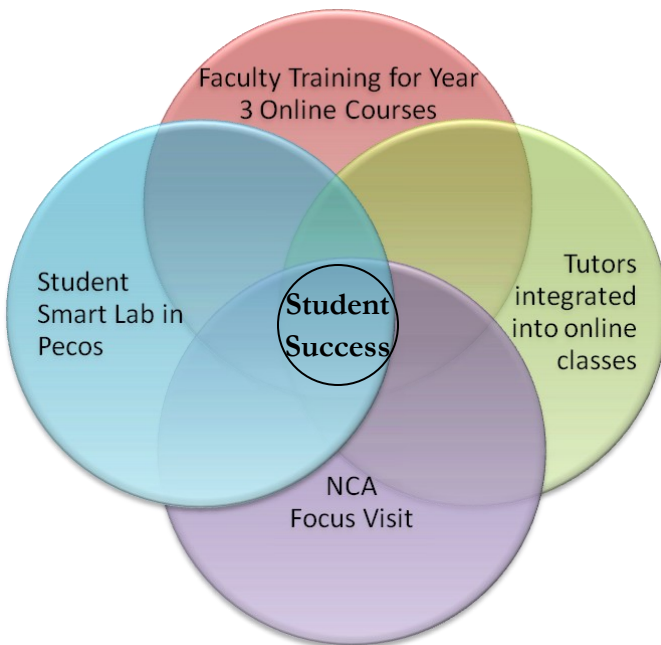 Faculty Training for Year
3 Online Courses
Student
Smart Lab in
Pecos
Student
Success
Tutors
integrated
into online
classes
NCA
Focus Visit